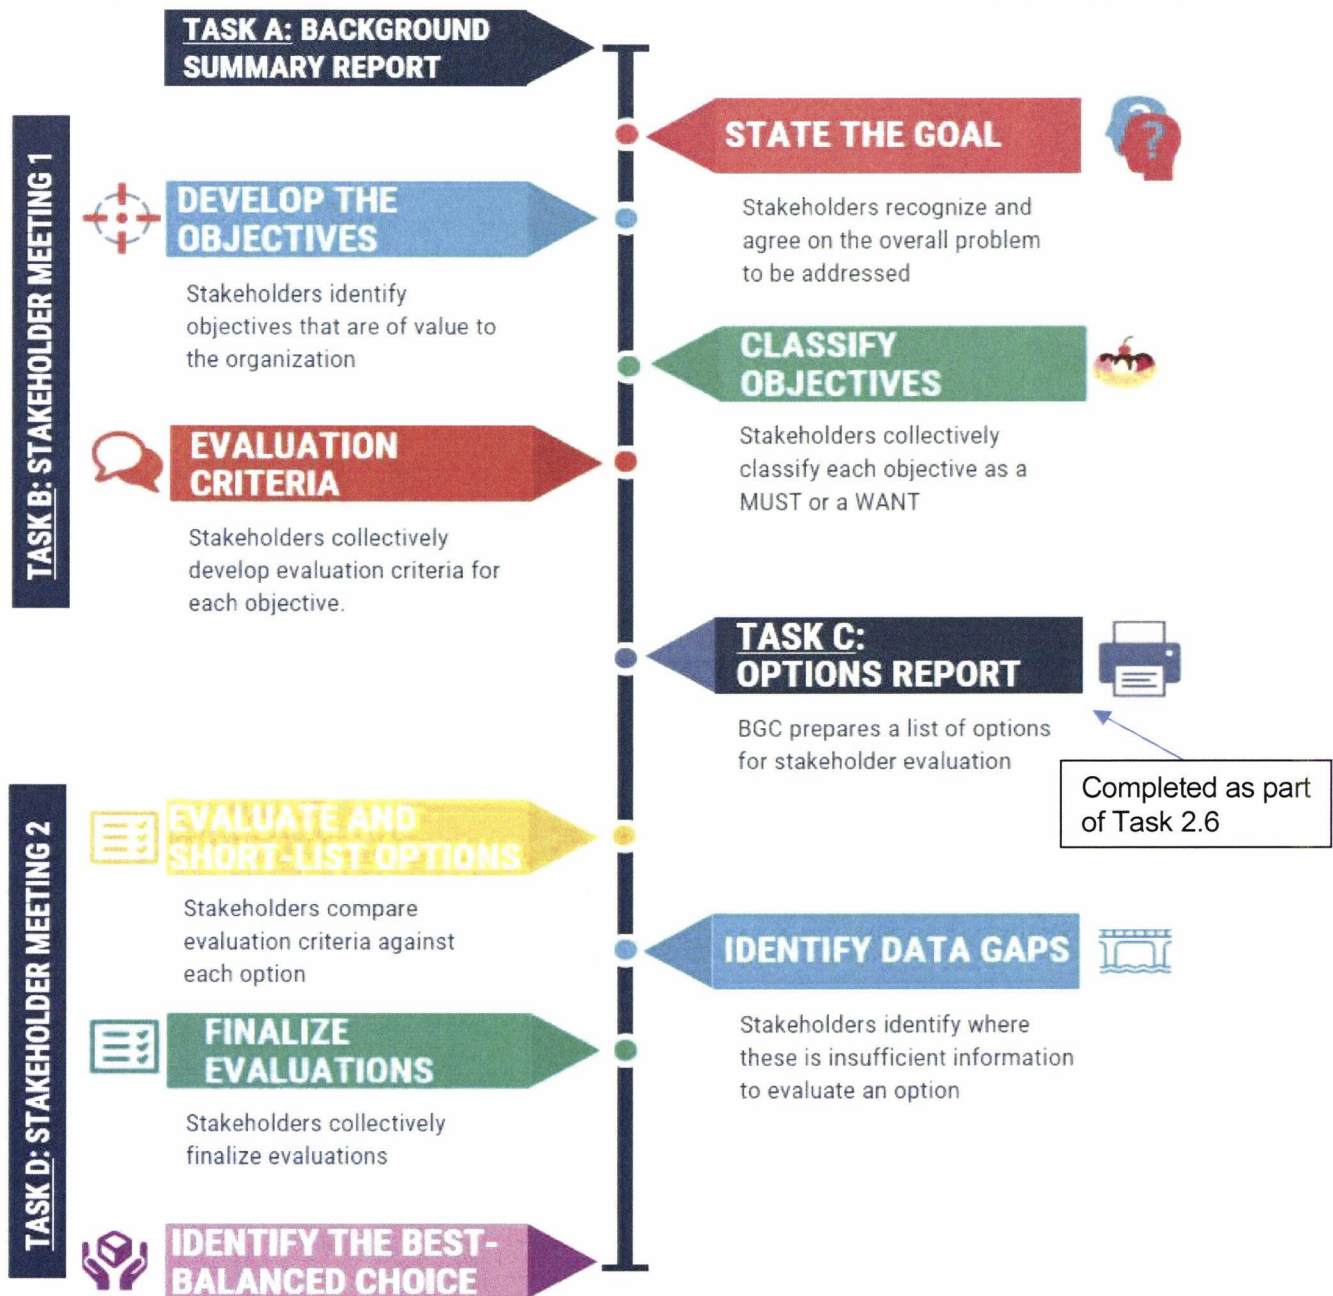 TASK A: BACKGROUND
SUMMARY REPORT
TASK B: STAKEHOLDER MEETING 1
STATE THE GOAL
Stakeholders recognize and
agree on the overall problem
to be addressed
DEVELOP THE
OBJECTIVES
Stakeholders identify
objectives that are of value to
the organization
CLASSIFY
OBJECTIVES
Stakeholders collectively
classify each objective as a
MUST or a WANT
EVALUATION
CRITERIA
Stakeholders collectively
develop evaluation criteria for
each objective.
TASK C:
OPTIONS REPORT
BGC prepares a list of options
for stakeholder evaluation
Completed as part
of Task 2.6
TASK D: STAKEHOLDER MEETING 2
EVALUATE AND
SHORT-LIST OPTIONS
Stakeholders compare
evaluation criteria against
each option
IDENTIFY DATA GAPS
Stakeholders identify where
these is insufficient information
to evaluate an option
FINALIZE
EVALUATIONS
Stakeholders collectively
finalize evaluations
IDENTIFY THE BEST-
BALANCED CHOICE